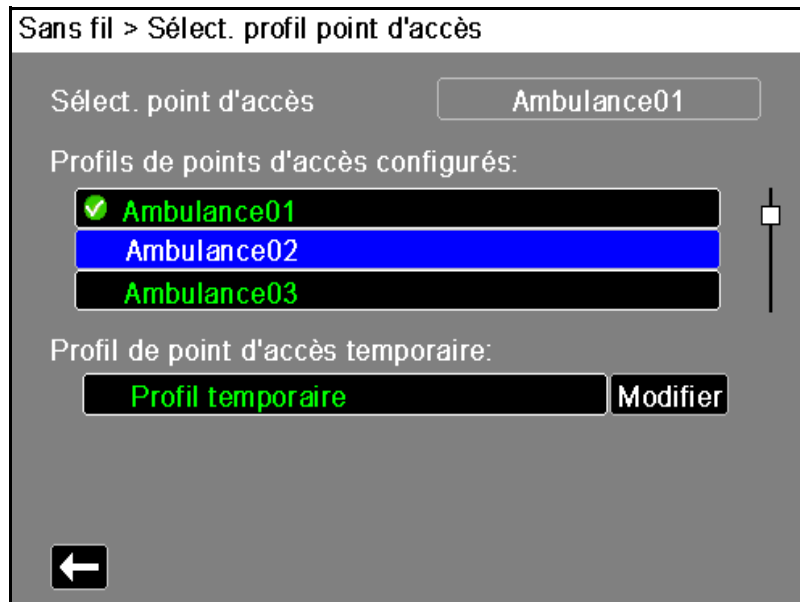 Sans fil > Sélect. profil point d'accès
Sélect. point d'accès Ambulance01
Profils de points d'accès configurés:
Ambulance01
Ambulance02
Ambulance03
Profil de point d'accès temporaire:
Profil temporaire Modifier